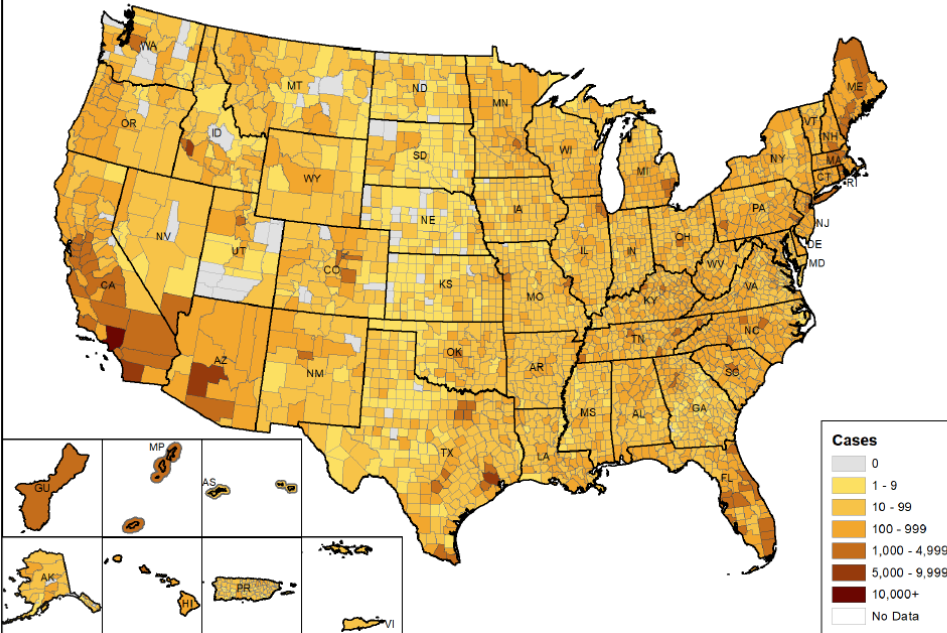 WA
MT
ND
MN
ME
OR
ID
SD
WI
VT
NH
WY
MI
NY
MA
CT
RI
NE
IA
PA
NV
UT
IL
IN
OH
NJ
DE
MD
CO
KS
MO
WV
VA
CA
KY
AZ
NM
OK
AR
TN
NC
SC
MS
AL
GA
TX
LA
FL
GU
MP
AS
AK
HI
PR
VI
Cases
0
1 - 9
10 - 99
100 - 999
1,000 - 4,999
5,000 - 9,999
10,000+
No Data